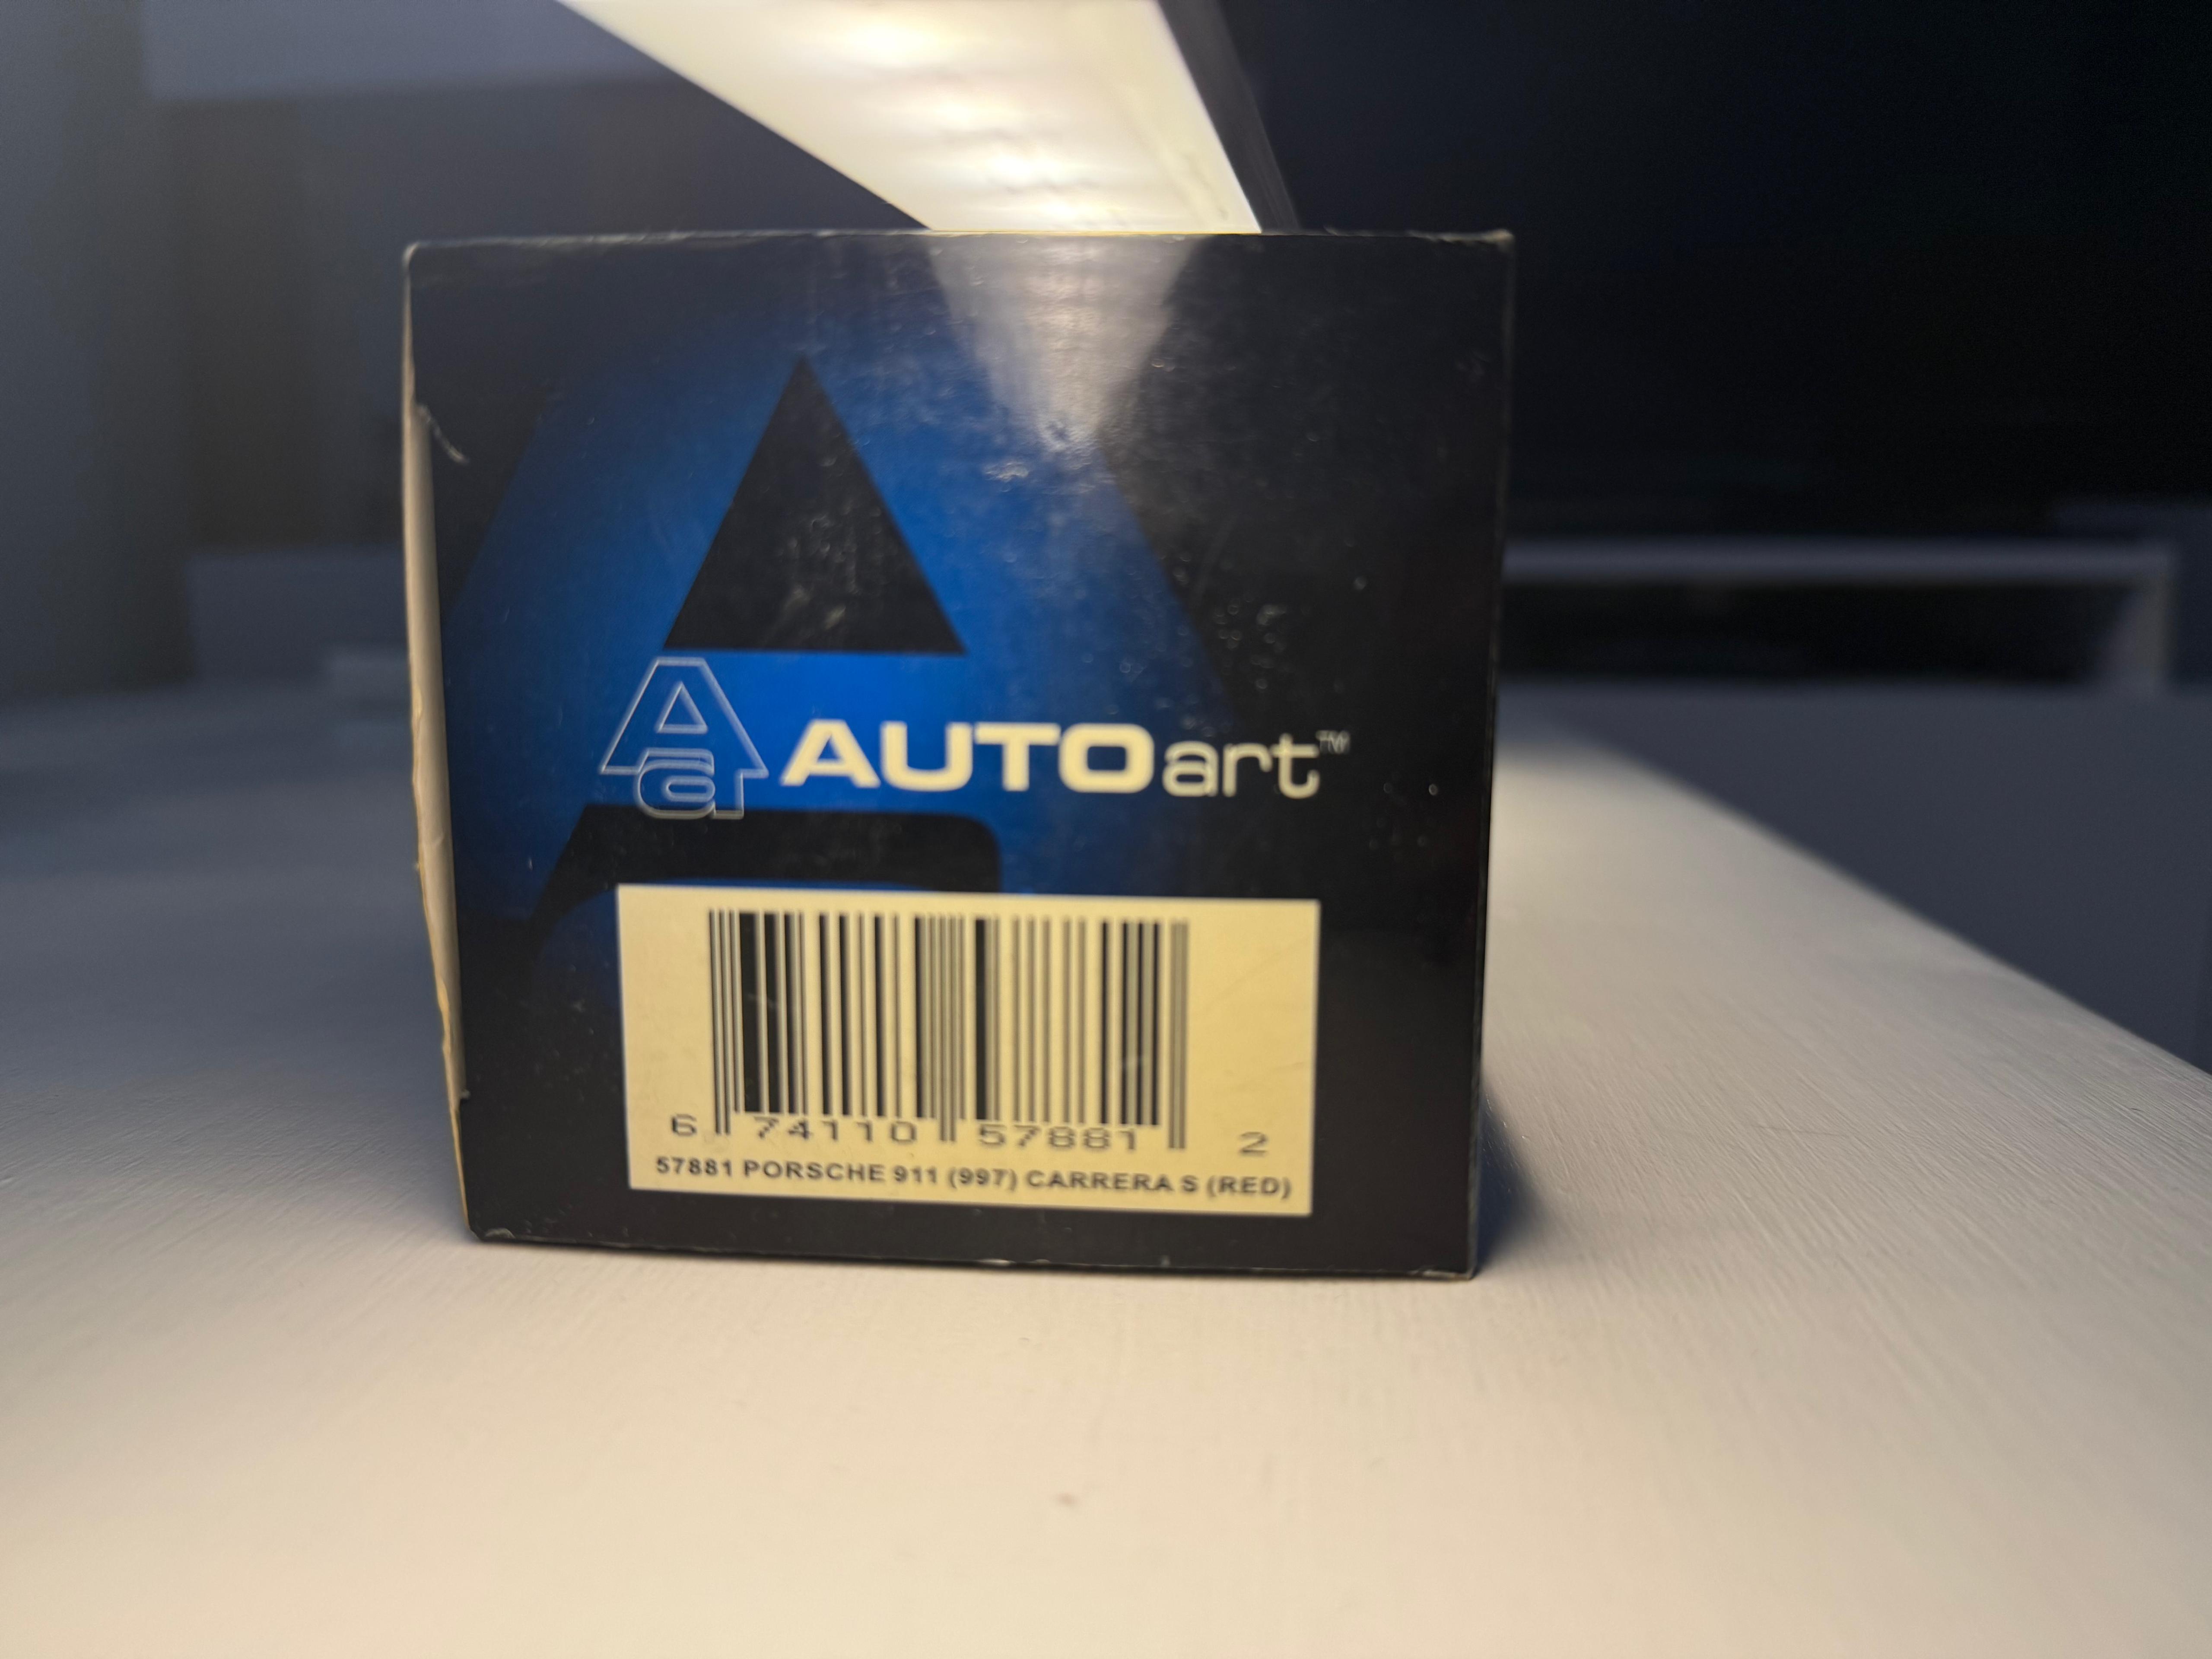 AUTOart™
6 74110 57881 2
57881 PORSCHE 911 (997) CARRERA S (RED)